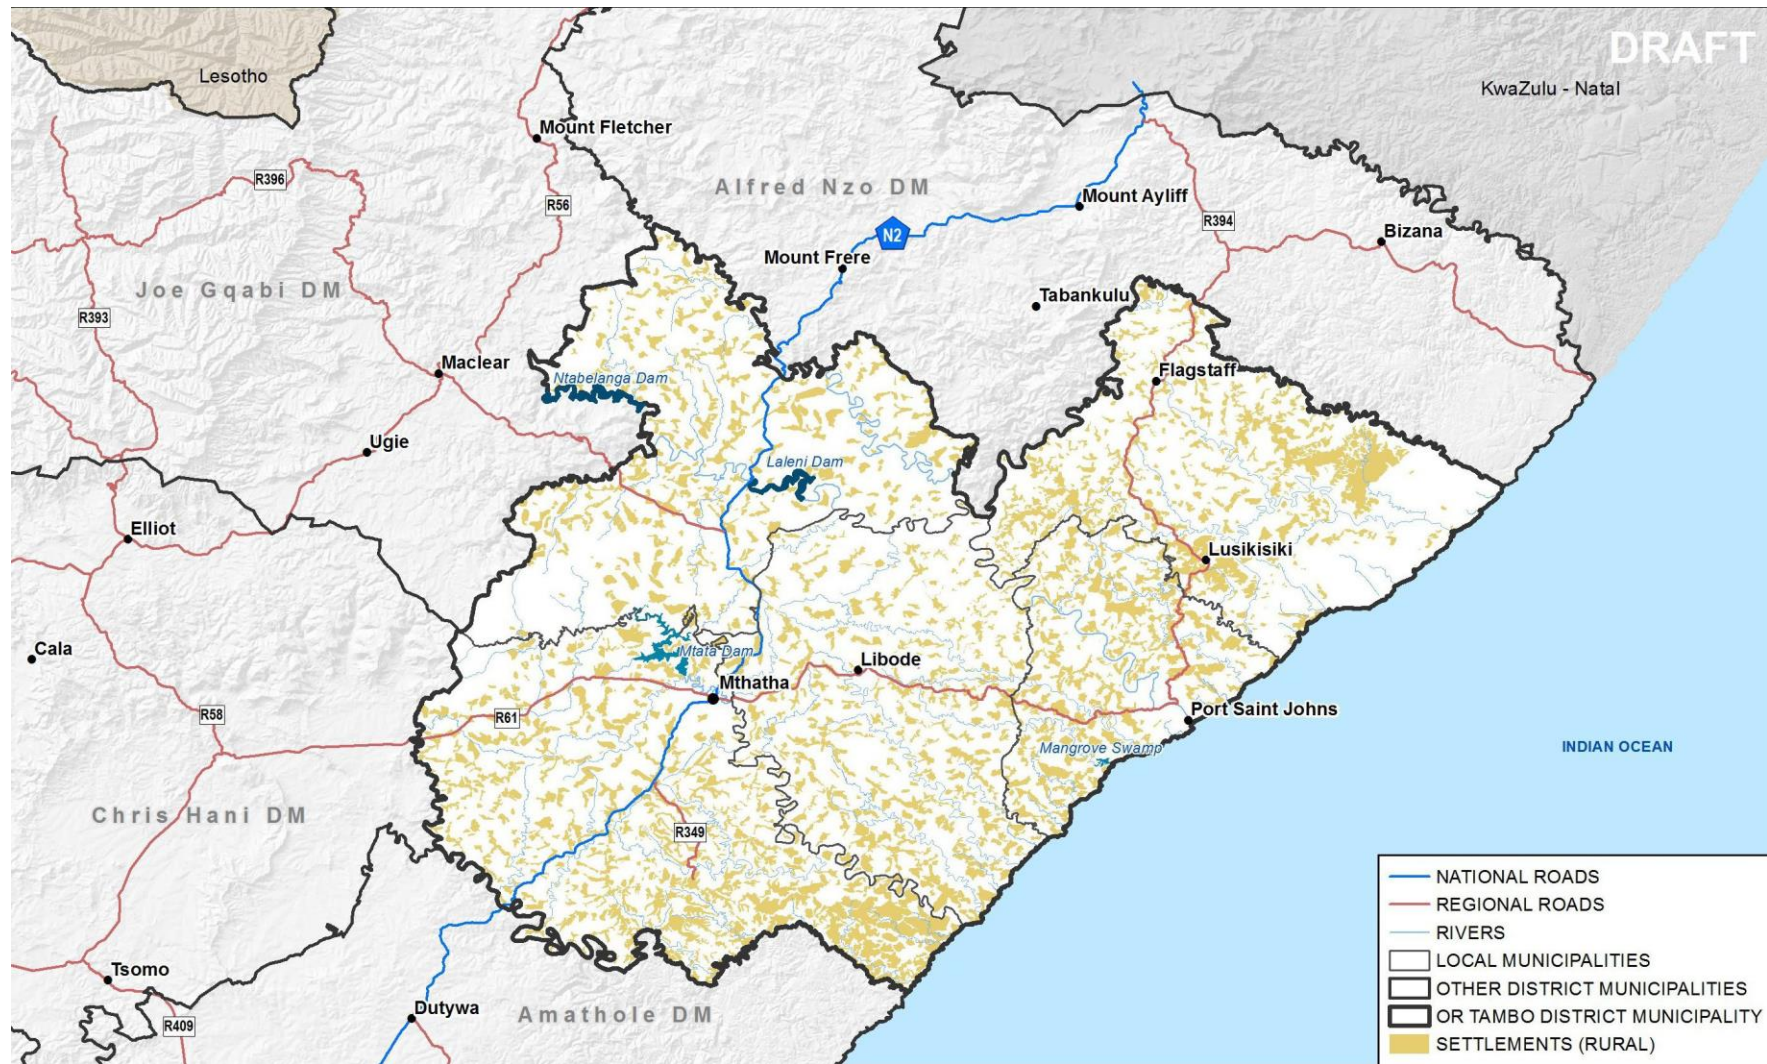 DRAFT
Lesotho
KwaZulu - Natal
Mount Fletcher
R396
Alfred Nzo DM
R56
Mount Ayliff
R394
N2
Bizana
Mount Frere
Joe Gqabi DM
Tabankulu
R393
Maclear
Ntabelanga Dam
Flagstaff
Ugie
Laleni Dam
Elliot
Lusikisiki
Cala
Mtata Dam
Libode
Mthatha
R58
R61
Port Saint Johns
Mangrove Swamp
INDIAN OCEAN
Chris Hani DM
R349
Tsomo
Dutywa
Amathole DM
R409
NATIONAL ROADS
REGIONAL ROADS
RIVERS
LOCAL MUNICIPALITIES
OTHER DISTRICT MUNICIPALITIES
OR TAMBO DISTRICT MUNICIPALITY
SETTLEMENTS (RURAL)